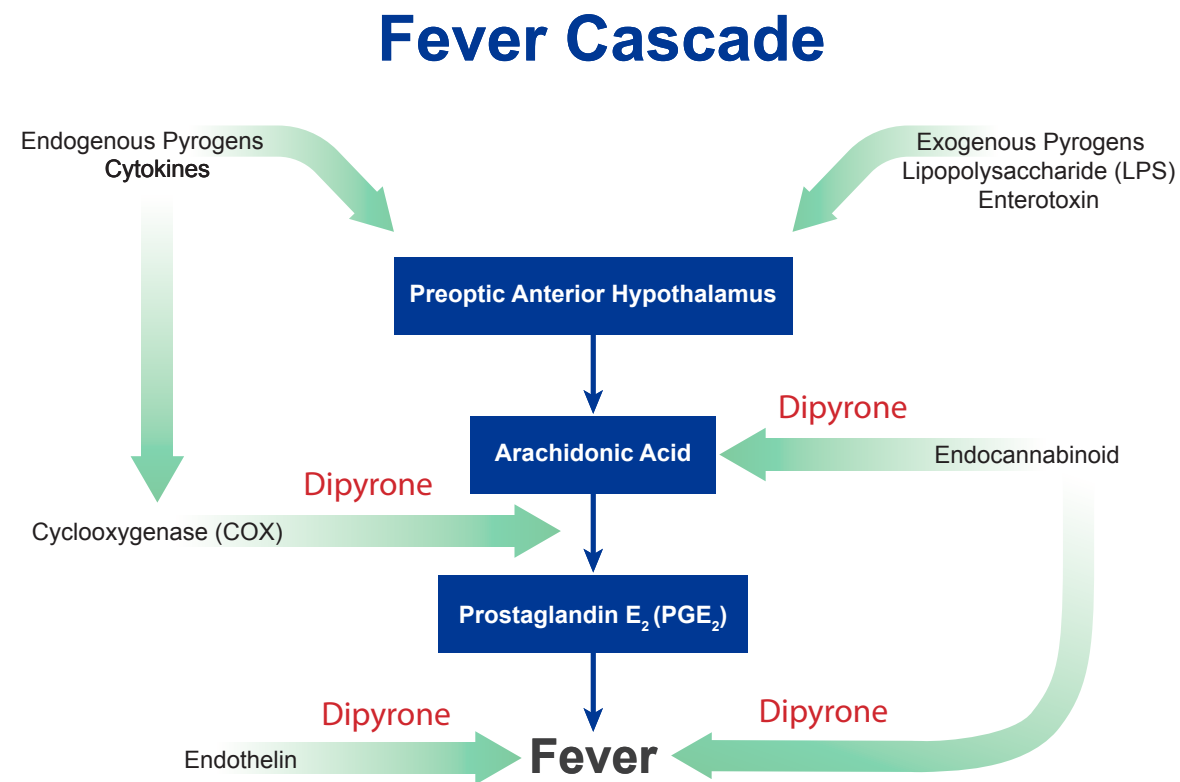 Fever Cascade
Endogenous Pyrogens
Cytokines
Exogenous Pyrogens
Lipopolysaccharide (LPS)
Enterotoxin
Preoptic Anterior Hypothalamus
Dipyrone
Arachidonic Acid
Endocannabinoid
Dipyrone
Cyclooxygenase (COX)
Prostaglandin E₂ (PGE₂)
Dipyrone
Dipyrone
Endothelin
Fever